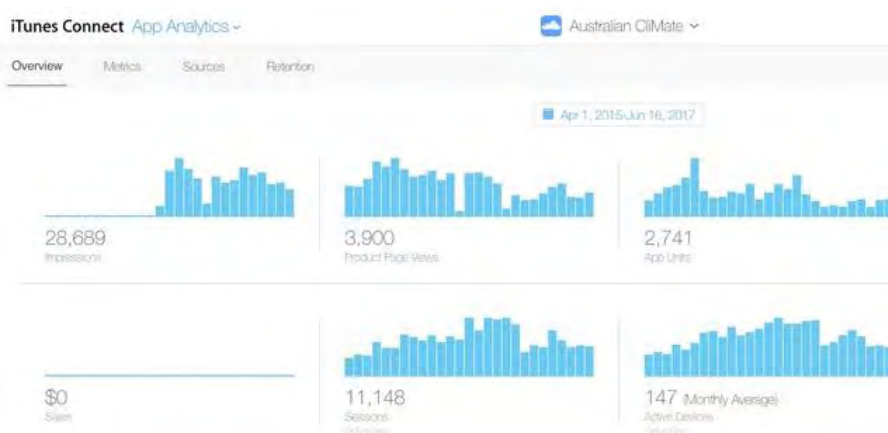 iTunes Connect App Analytics
Australian CliMate
Overview Metrics Sources Retention
Apr 1, 2015-Jun 16, 2017
28,689 3,900 2,741
Impressions Product Page Views App Units
$0 11,148 147 (Monthly Average)
Sales Sessions Active Devices